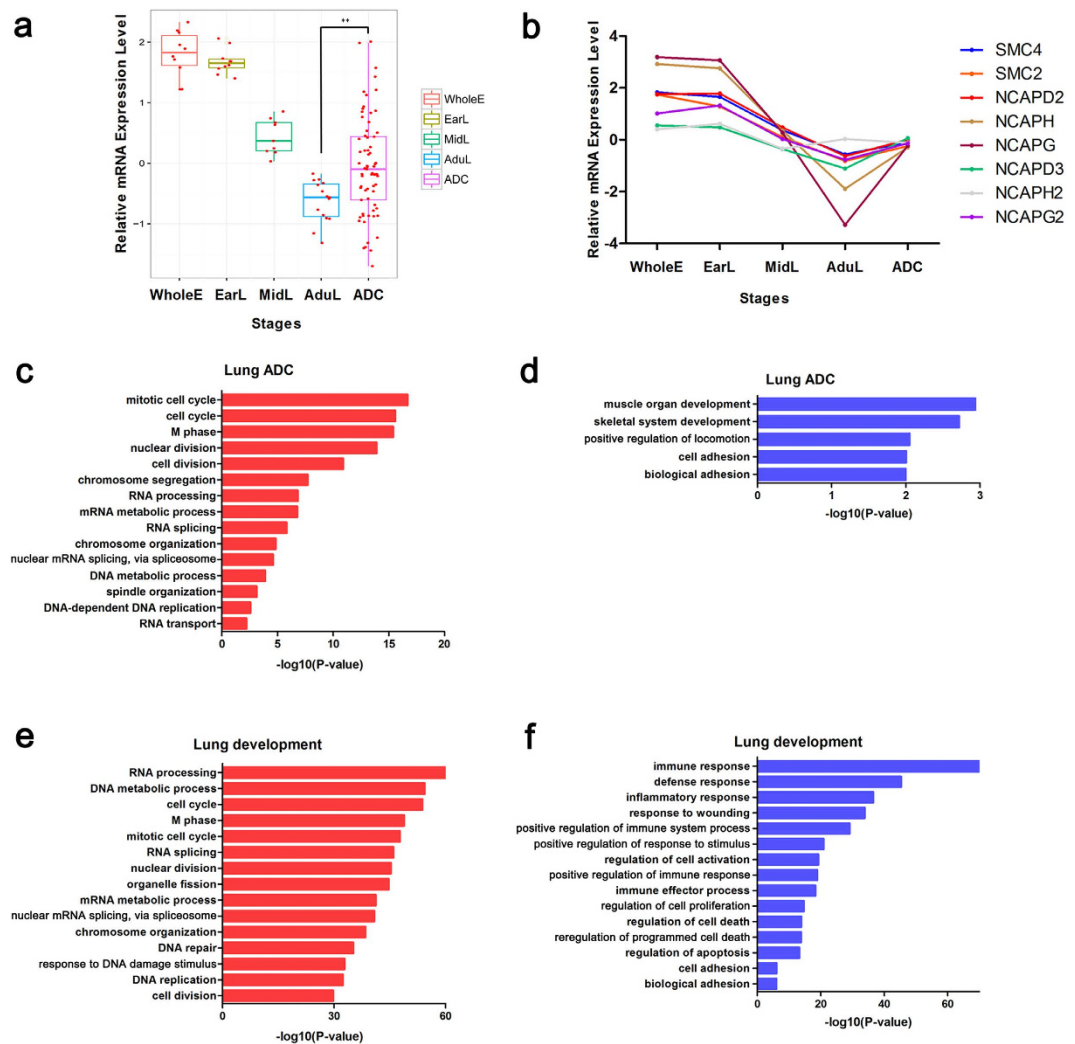 a
Relative mRNA Expression Level
2
1
0
−1
++
WholeE
EarL
MidL
AduL
ADC
WholeE EarL MidL AduL ADC
Stages
b
Relative mRNA Expression Level
4
2
0
-2
-4
WholeE EarL MidL AduL ADC
Stages
SMC4
SMC2
NCAPD2
NCAPH
NCAPG
NCAPD3
NCAPH2
NCAPG2
c
Lung ADC
mitotic cell cycle
cell cycle
M phase
nuclear division
cell division
chromosome segregation
RNA processing
mRNA metabolic process
RNA splicing
chromosome organization
nuclear mRNA splicing, via spliceosome
DNA metabolic process
spindle organization
DNA-dependent DNA replication
RNA transport
0 5 10 15 20
-log10(P-value)
d
Lung ADC
muscle organ development
skeletal system development
positive regulation of locomotion
cell adhesion
biological adhesion
0 1 2 3
-log10(P-value)
e
Lung development
RNA processing
DNA metabolic process
cell cycle
M phase
mitotic cell cycle
RNA splicing
nuclear division
organelle fission
mRNA metabolic process
nuclear mRNA splicing, via spliceosome
chromosome organization
DNA repair
response to DNA damage stimulus
DNA replication
cell division
0 20 40 60
-log10(P-value)
f
Lung development
immune response
defense response
inflammatory response
response to wounding
positive regulation of immune system process
positive regulation of response to stimulus
regulation of cell activation
positive regulation of immune response
immune effector process
regulation of cell proliferation
regulation of cell death
reregulation of programmed cell death
regulation of apoptosis
cell adhesion
biological adhesion
0 20 40 60
-log10(P-value)